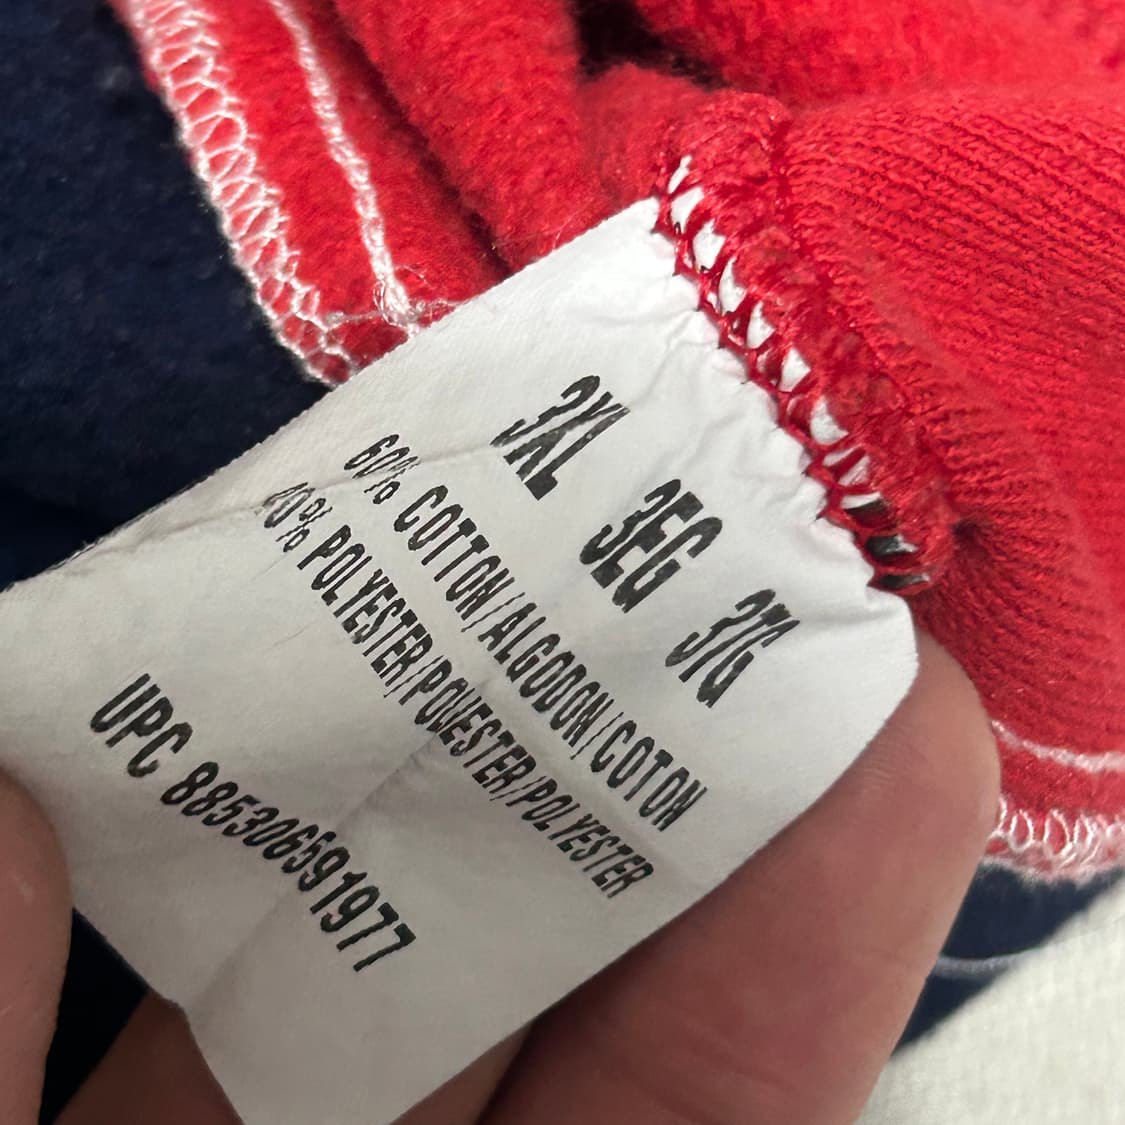 3XL 3EG 3TG
60% COTTON/ALGODON/COTON
40% POLYESTER/POLIESTER/POLYESTER
UPC 885306591977